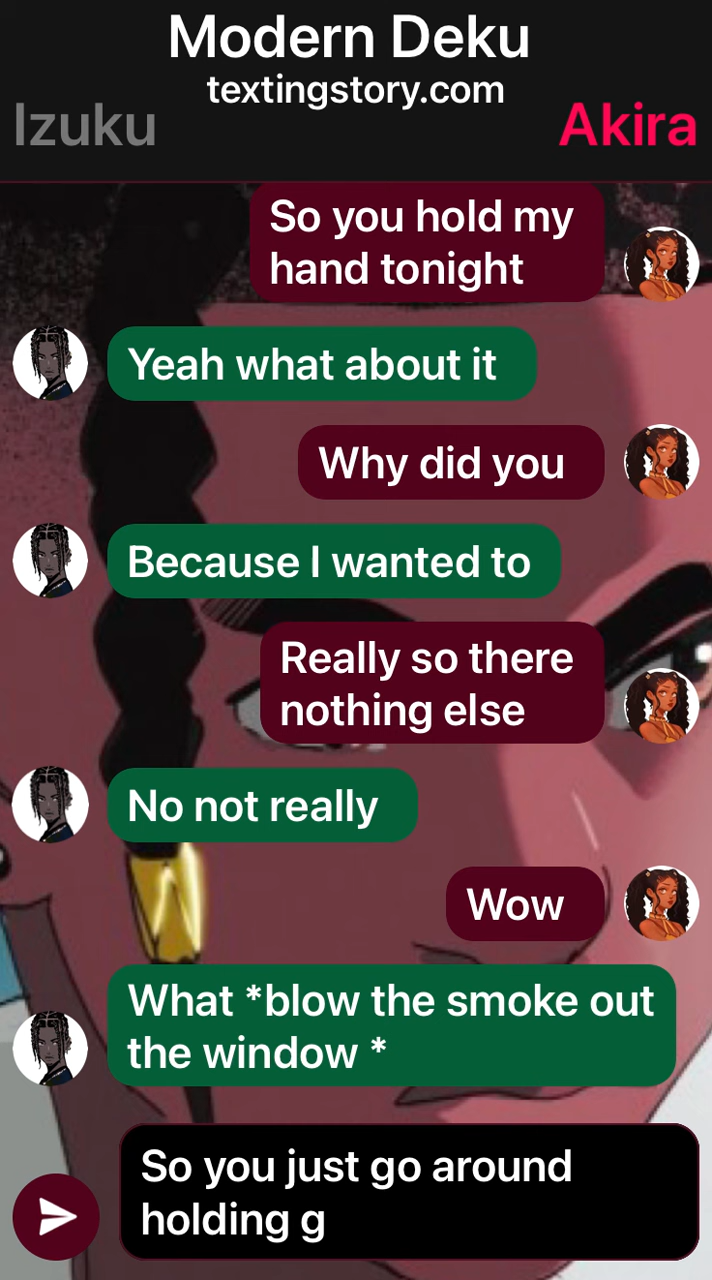 Modern Deku
textingstory.com
Izuku
Akira
So you hold my
hand tonight
Yeah what about it
Why did you
Because I wanted to
Really so there
nothing else
No not really
Wow
What *blow the smoke out
the window *
So you just go around
holding g